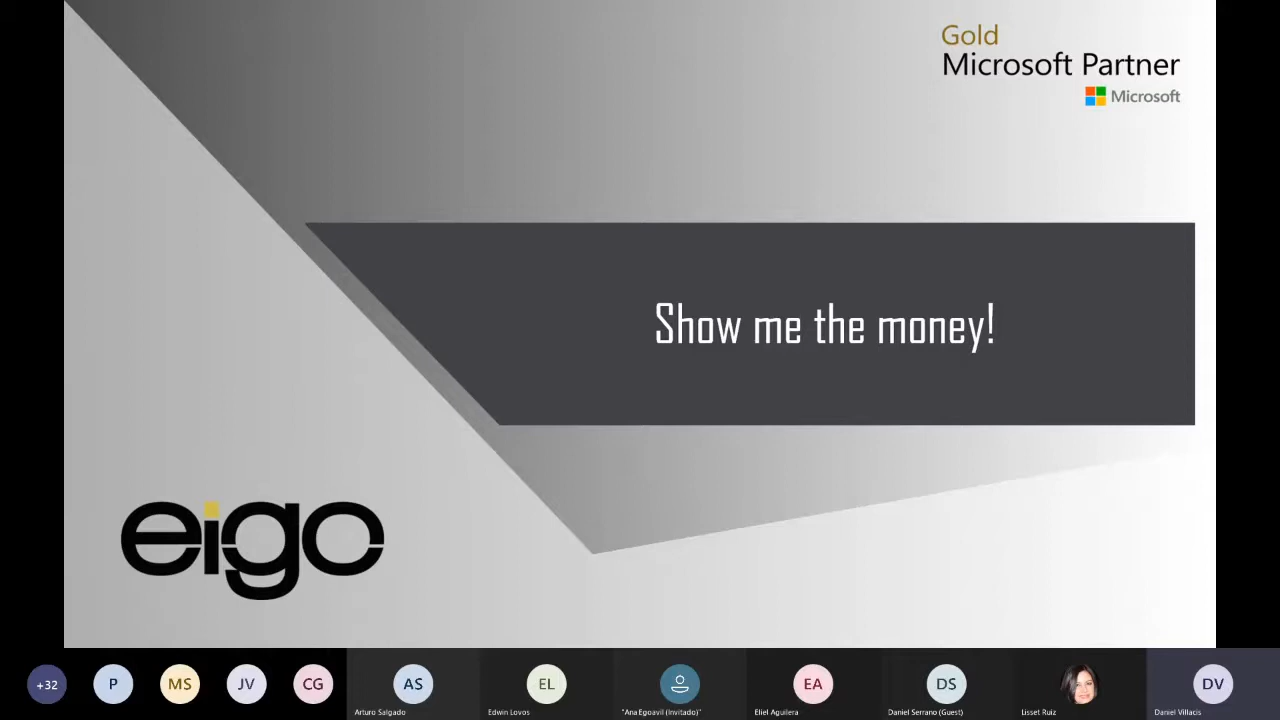 Gold
Microsoft Partner
Microsoft
Show me the money!
eigo
+32
P
MS
JV
CG
AS
EL
EA
DS
DV
Arturo Salgado
Edwin Lovos
"Ana Egoavil (Invitado)"
Eliel Aguilera
Daniel Serrano (Guest)
Lisset Ruiz
Daniel Villacis